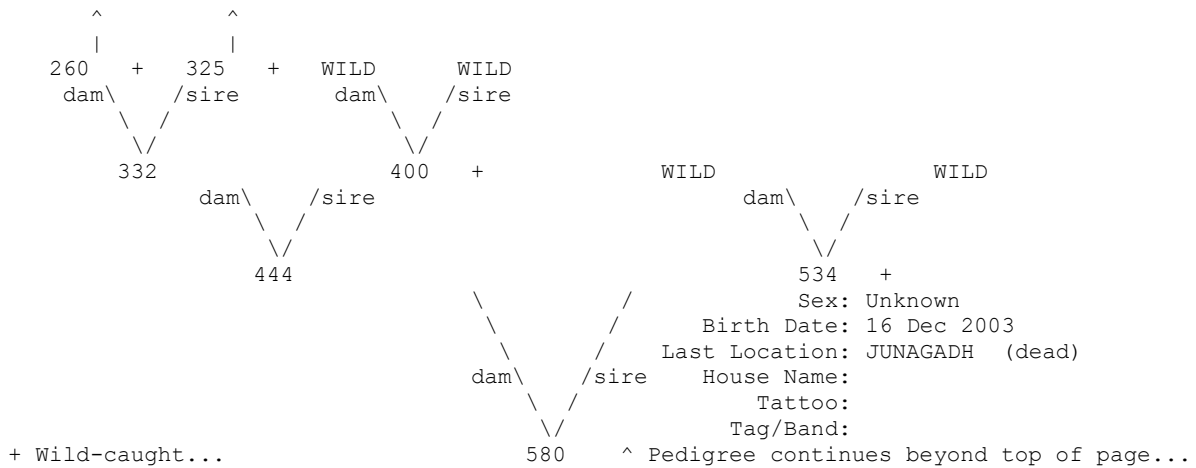 ^ ^
| |
260 + 325 + WILD WILD
dam\ /sire dam\ /sire
\ / \ /
\/ \/
332 400 + WILD WILD
dam\ /sire dam\ /sire
\ / \ /
\/ \/
444 534 +
\ / Sex: Unknown
\ / Birth Date: 16 Dec 2003
\ / Last Location: JUNAGADH (dead)
dam\ /sire House Name:
\ / Tattoo:
\/ Tag/Band:
+ Wild-caught... 580 ^ Pedigree continues beyond top of page...